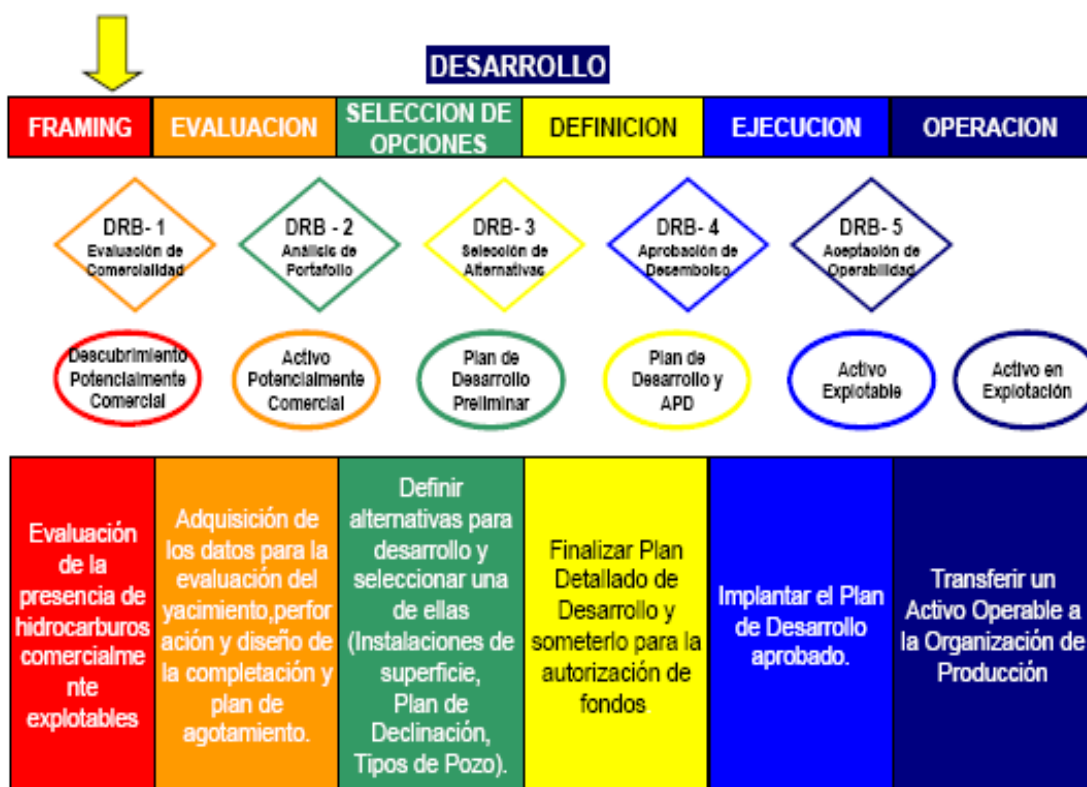 DESARROLLO
FRAMING
EVALUACION
SELECCION DE
OPCIONES
DEFINICION
EJECUCION
OPERACION
DRB- 1
Evaluación de
Comercialidad
DRB - 2
Análisis de
Portafolio
DRB- 3
Selección de
Alternativas
DRB- 4
Aprobación de
Desembolso
DRB- 5
Aceptación de
Operabilidad
Descubrimiento
Potencialmente
Comercial
Activo
Potencialmente
Comercial
Plan de
Desarrollo
Preliminar
Plan de
Desarrollo y
APD
Activo
Explotable
Activo en
Explotación
Evaluación
de la
presencia de
hidrocarburos
comercialme
nte
explotables
Adquisición de
los datos para la
evaluación del
yacimiento,perfor
ación y diseño de
la completación y
plan de
agotamiento.
Definir
alternativas para
desarrollo y
seleccionar una
de ellas
(Instalaciones de
superficie,
Plan de
Declinación,
Tipos de Pozo).
Finalizar Plan
Detallado de
Desarrollo y
someterlo para la
autorización de
fondos
Implantar el Plan
de Desarrollo
aprobado.
Transferir un
Activo Operable a
la Organización de
Producción